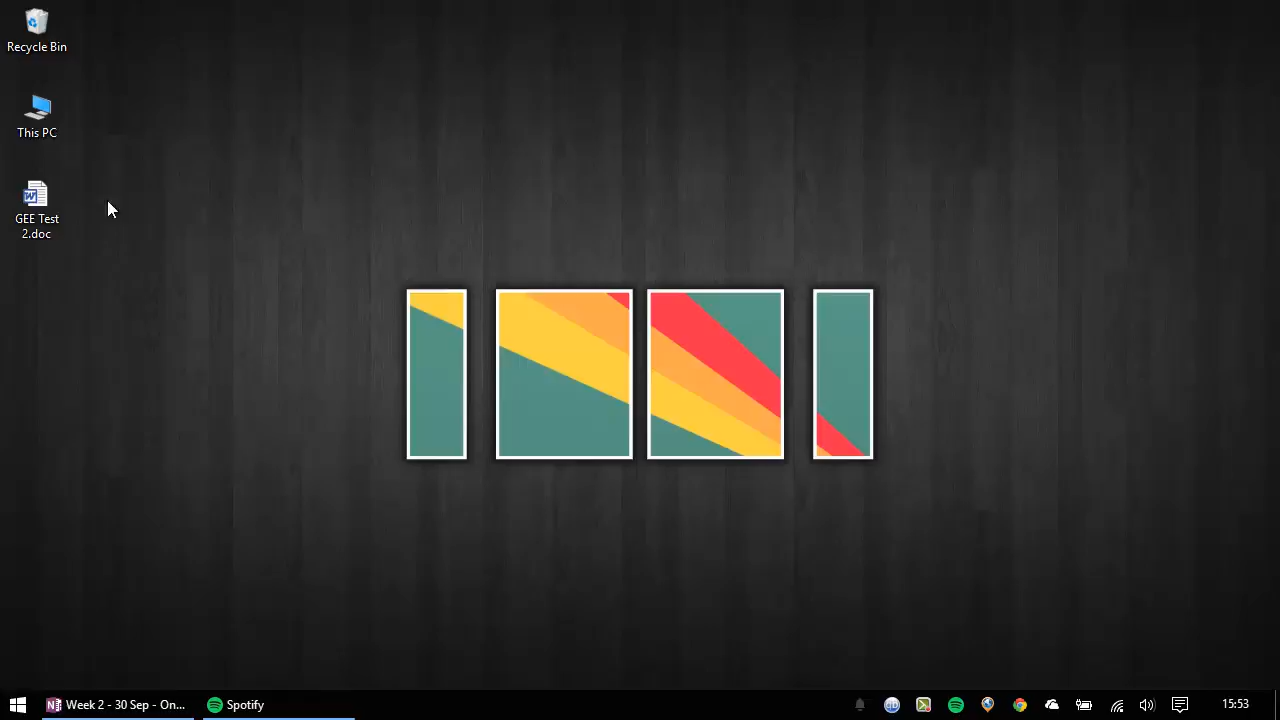 Recycle Bin
This PC
GEE Test
2.doc
Week 2 - 30 Sep - On...
Spotify
15:53